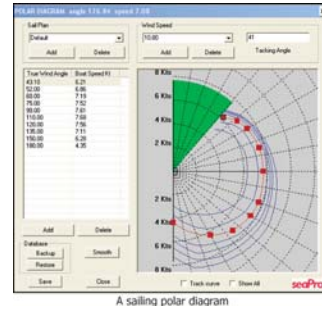 POLAR DIAGRAM angle 135.84 speed 7.08
Sail Plan
Default
Add Delete
Wind Speed
10.00
Add Delete
41
Tacking Angle
True Wind Angle Boat Speed Kt
43.10 6.21
52.00 6.86
60.00 7.19
75.00 7.52
90.00 7.61
110.00 7.68
120.00 7.56
135.00 7.11
150.00 6.28
180.00 4.35
Add Delete
Database
Backup
Restore
Smooth
Save Close
8 Kts
6 Kts
4 Kts
2 Kts
2 Kts
4 Kts
6 Kts
8 Kts
Track curve Show All
seaPro
A sailing polar diagram